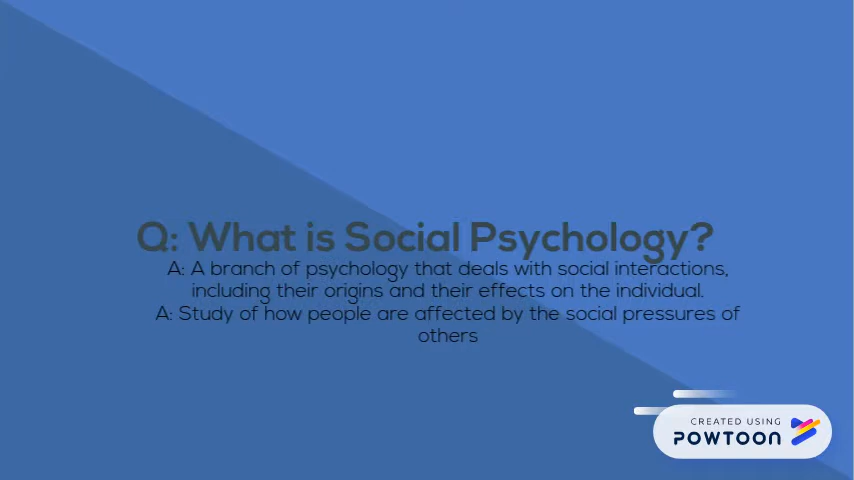 Q: What is Social Psychology?
A: A branch of psychology that deals with social interactions,
including their origins and their effects on the individual.
A: Study of how people are affected by the social pressures of
others
CREATED USING
POWTOON